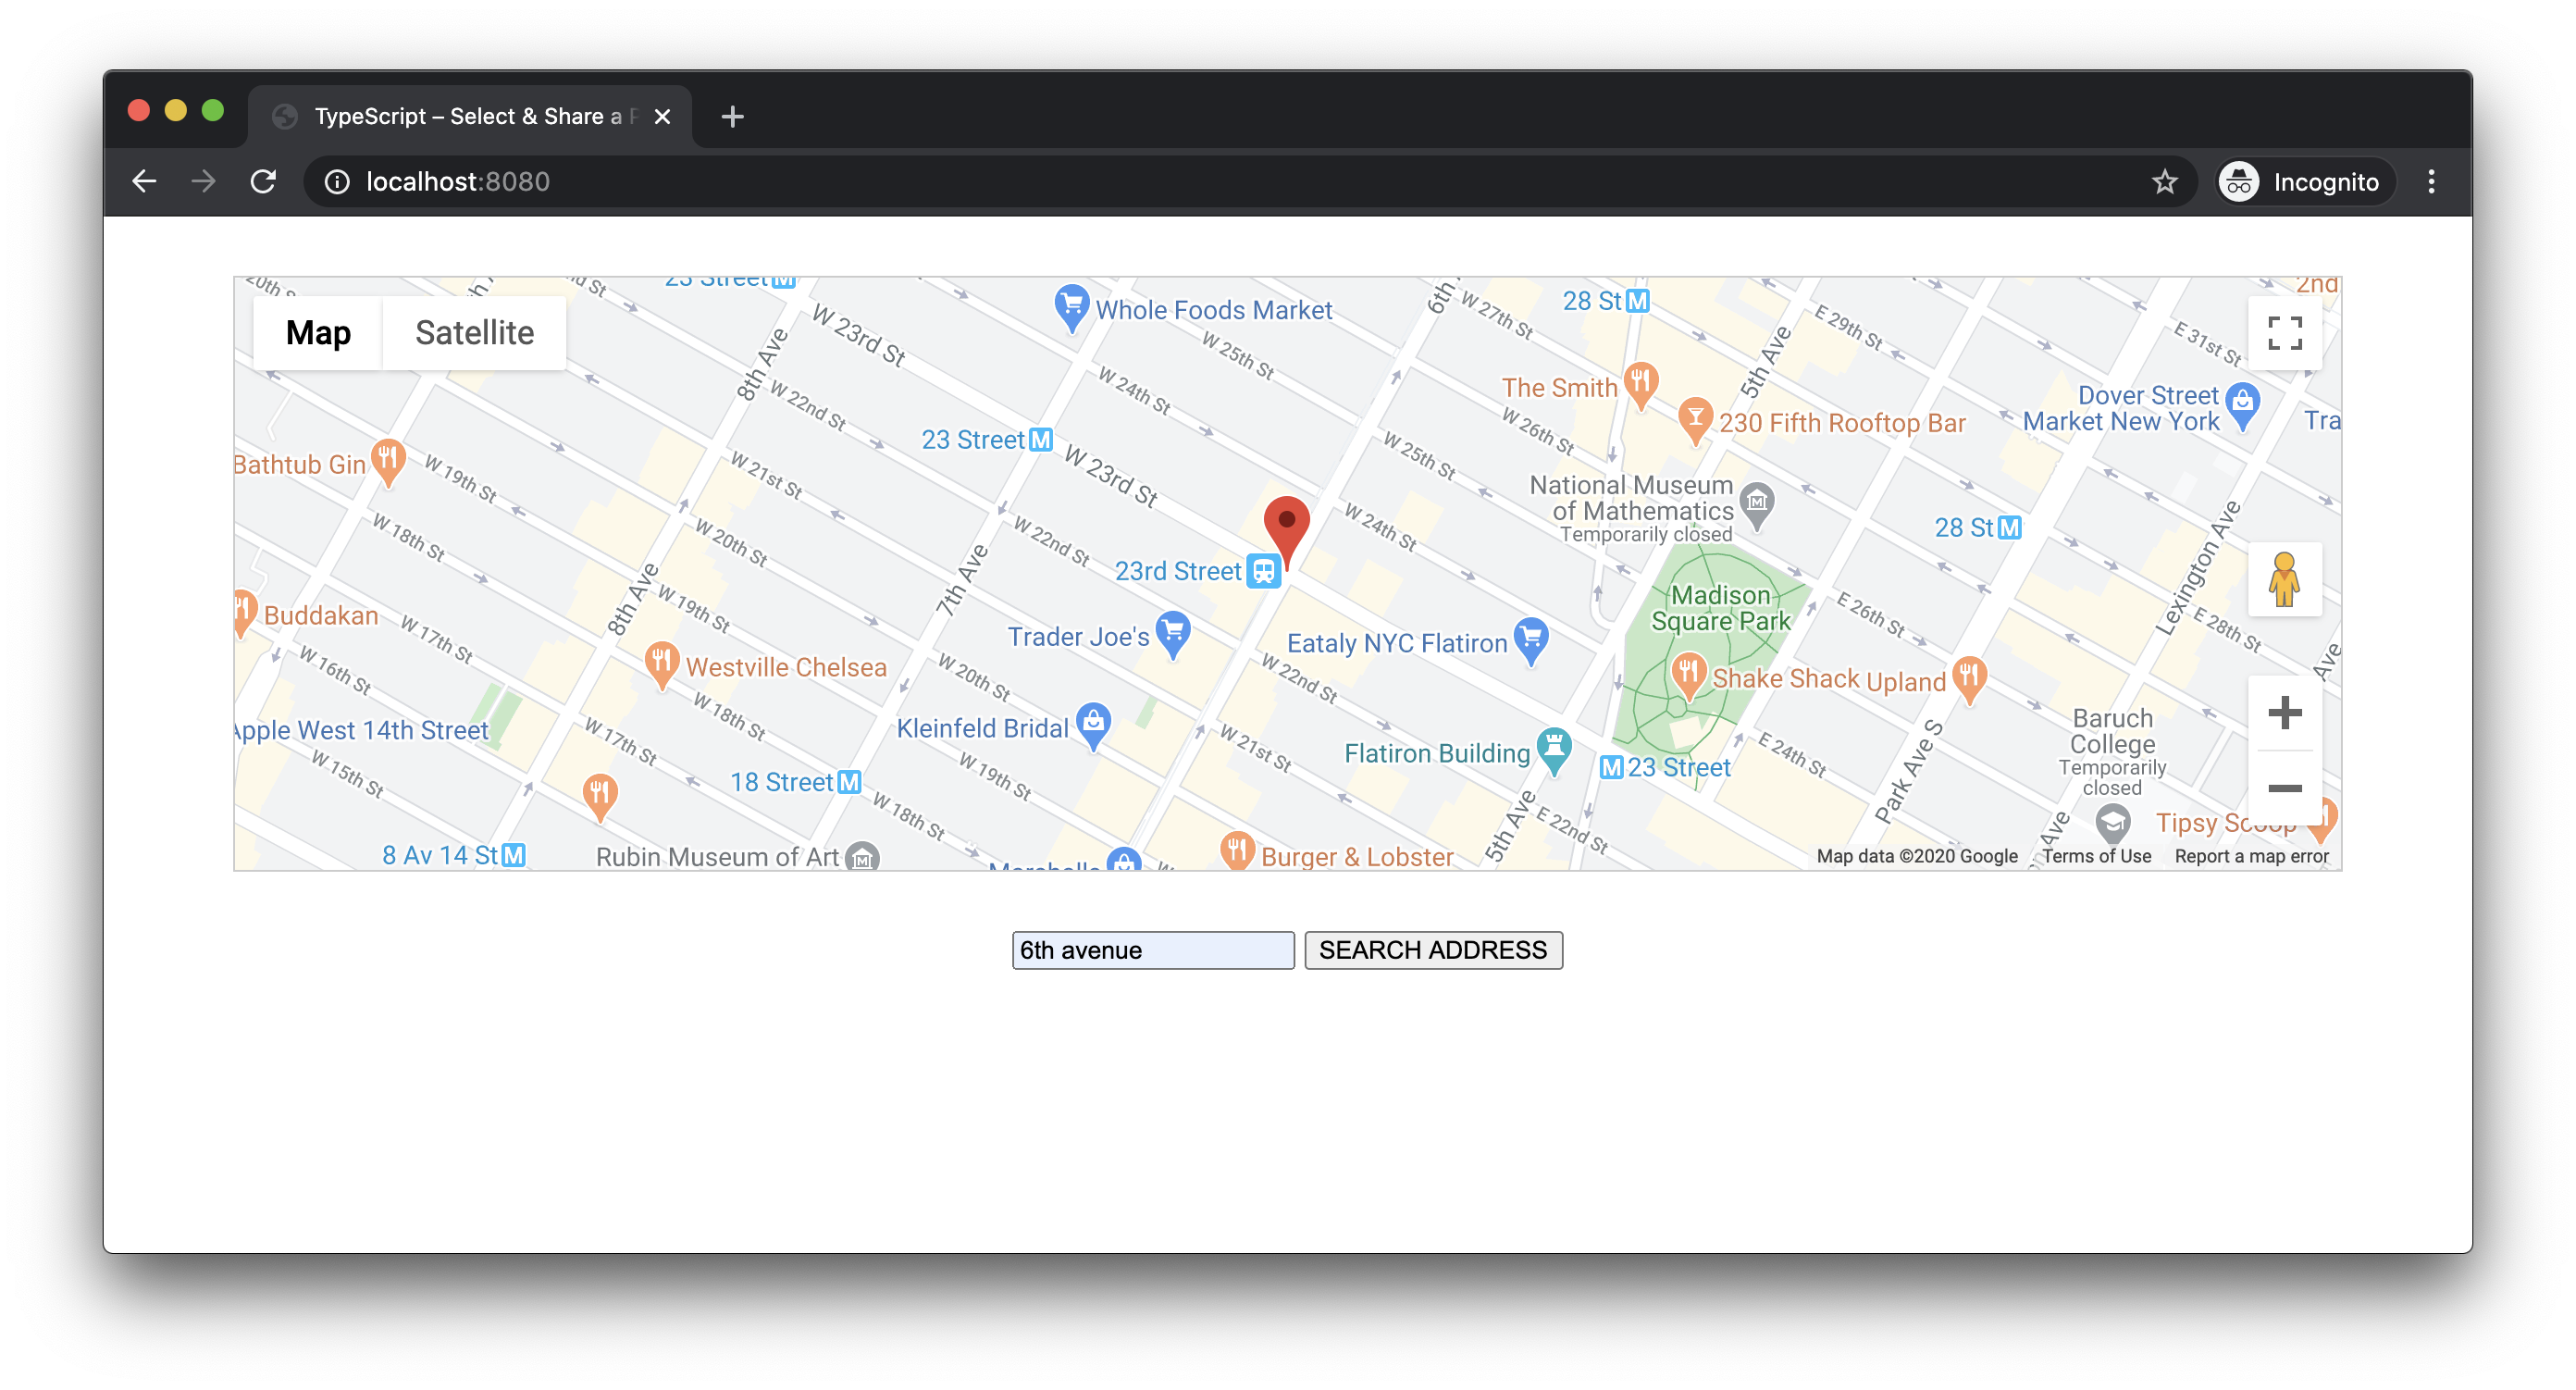 TypeScript – Select & Share a
localhost:8080
Incognito
Map
Satellite
20th
23 Street
M
W 23rd St
Whole Foods Market
6th
W 27th St
28 St
M
5th Ave
E 29th St
E 31st St
2nd
8th Ave
W 22nd St
W 24th St
W 25th St
The Smith
230 Fifth Rooftop Bar
W 26th St
Dover Street
Market New York
Tra
Bathtub Gin
W 19th St
W 21st St
23 Street
M
W 23rd St
W 25th St
National Museum
of Mathematics
Temporarily closed
28 St
M
Lexington Ave
W 18th St
W 20th St
W 22nd St
W 24th St
23rd Street
8th Ave
7th Ave
W 19th St
Madison
Square Park
E 26th St
E 28th St
Buddakan
W 17th St
Trader Joe's
Eataly NYC Flatiron
Ave
W 16th St
Westville Chelsea
W 20th St
W 22nd St
Shake Shack
Upland
Apple West 14th Street
W 18th St
Kleinfeld Bridal
W 21st St
Flatiron Building
M
23 Street
E 24th St
Park Ave S
Baruch
College
Temporarily
closed
W 15th St
W 17th St
18 Street
M
W 19th St
W 18th St
5th Ave
E 22nd St
Ave
Tipsy Scoop
8 Av 14 St
M
Rubin Museum of Art
Burger & Lobster
Map data ©2020 Google
Terms of Use
Report a map error
6th avenue
SEARCH ADDRESS